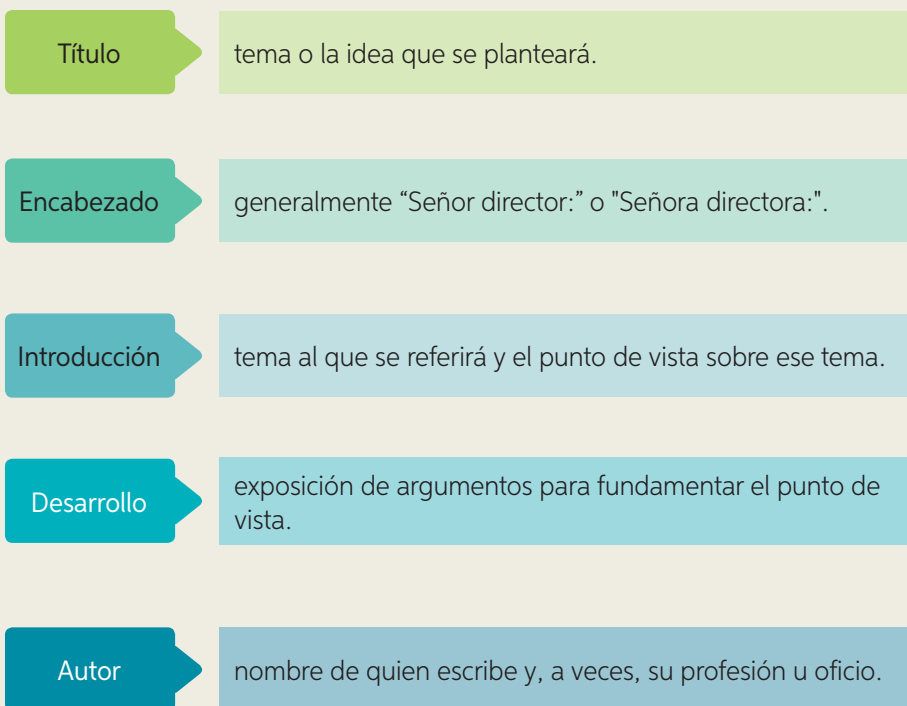 Título
tema o la idea que se planteará.
Encabezado
generalmente “Señor director:” o "Señora directora:".
Introducción
tema al que se referirá y el punto de vista sobre ese tema.
Desarrollo
exposición de argumentos para fundamentar el punto de
vista.
Autor
nombre de quien escribe y, a veces, su profesión u oficio.